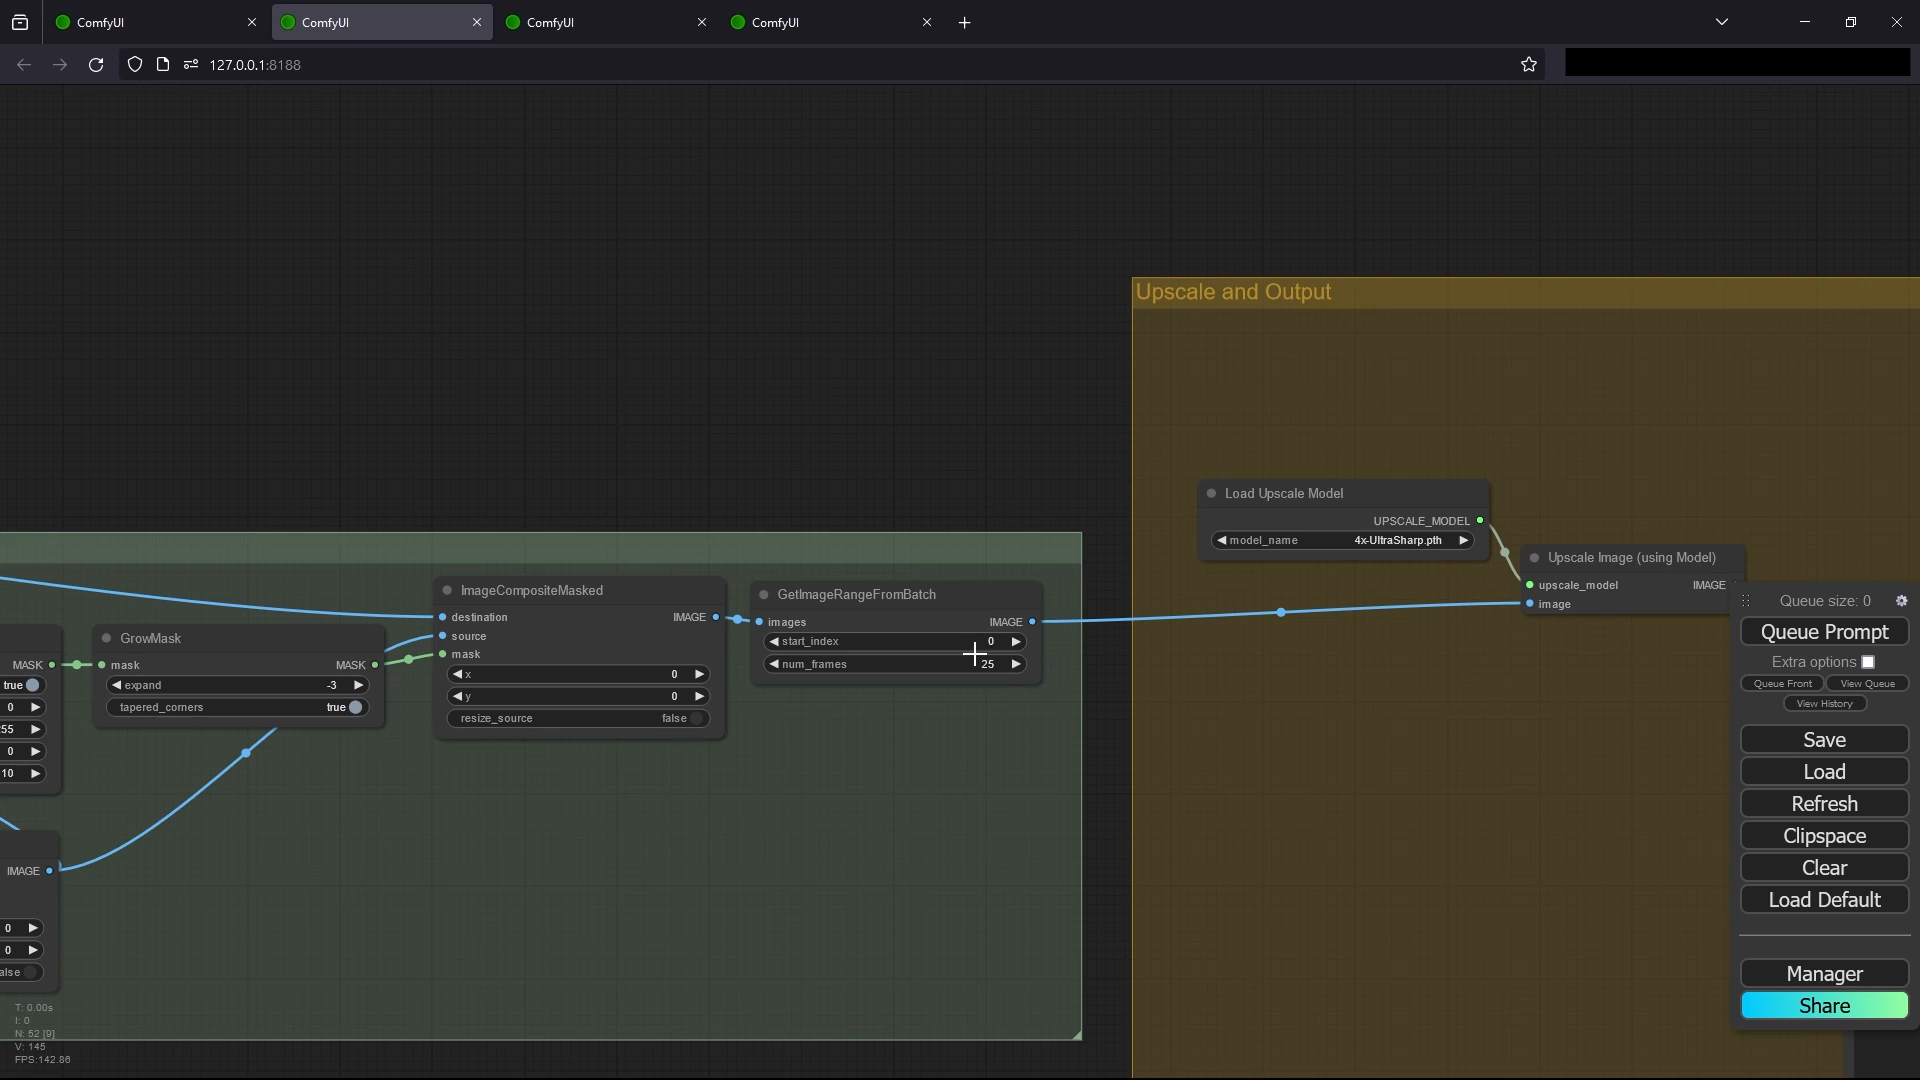 ComfyUI
ComfyUI
ComfyUI
ComfyUI
127.0.0.1:8188
Upscale and Output
Load Upscale Model
UPSCALE_MODEL
model_name 4x-UltraSharp.pth
Upscale Image (using Model)
upscale_model IMAGE
image
ImageCompositeMasked
destination IMAGE
source
mask
x 0
y 0
resize_source false
GetImageRangeFromBatch
images IMAGE
start_index 0
num_frames 25
GrowMask
mask MASK
expand -3
tapered_corners true
MASK
true
0
55
0
10
IMAGE
0
0
alse
T: 0.00s
I: 0
N: 52 [9]
V: 145
FPS:142.86
Queue size: 0
Queue Prompt
Extra options
Queue Front View Queue
View History
Save
Load
Refresh
Clipspace
Clear
Load Default
Manager
Share